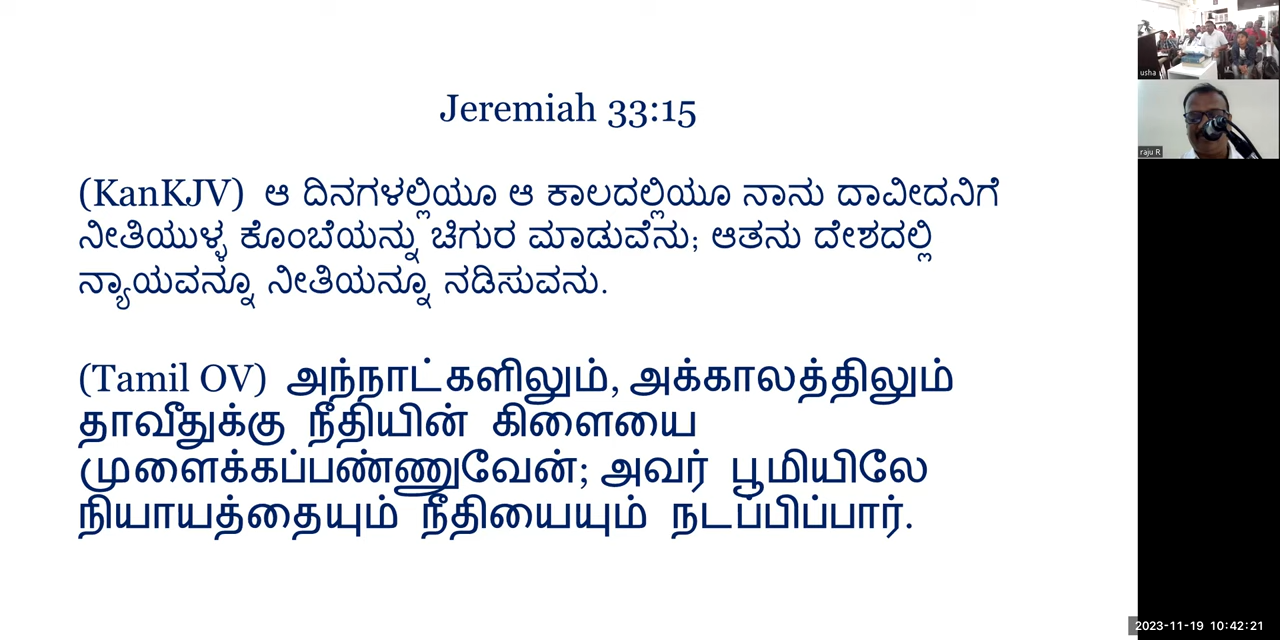 Jeremiah 33:15
(KanKJV) ಆ ದಿನಗಳಲ್ಲಿಯೂ ಆ ಕಾಲದಲ್ಲಿಯೂ ನಾನು ದಾವೀದನಿಗೆ
ನೀತಿಯುಳ್ಳ ಕೊಂಬೆಯನ್ನು ಚಿಗುರ ಮಾಡುವೆನು; ಆತನು ದೇಶದಲ್ಲಿ
ನ್ಯಾಯವನ್ನೂ ನೀತಿಯನ್ನೂ ನಡಿಸುವನು.
(Tamil OV) அந்நாட்களிலும், அக்காலத்திலும்
தாவீதுக்கு நீதியின் கிளையை
முளைக்கப்பண்ணுவேன்; அவர் பூமியிலே
நியாயத்தையும் நீதியையும் நடப்பிப்பார்.
usha
raju R
2023-11-19 10:42:21